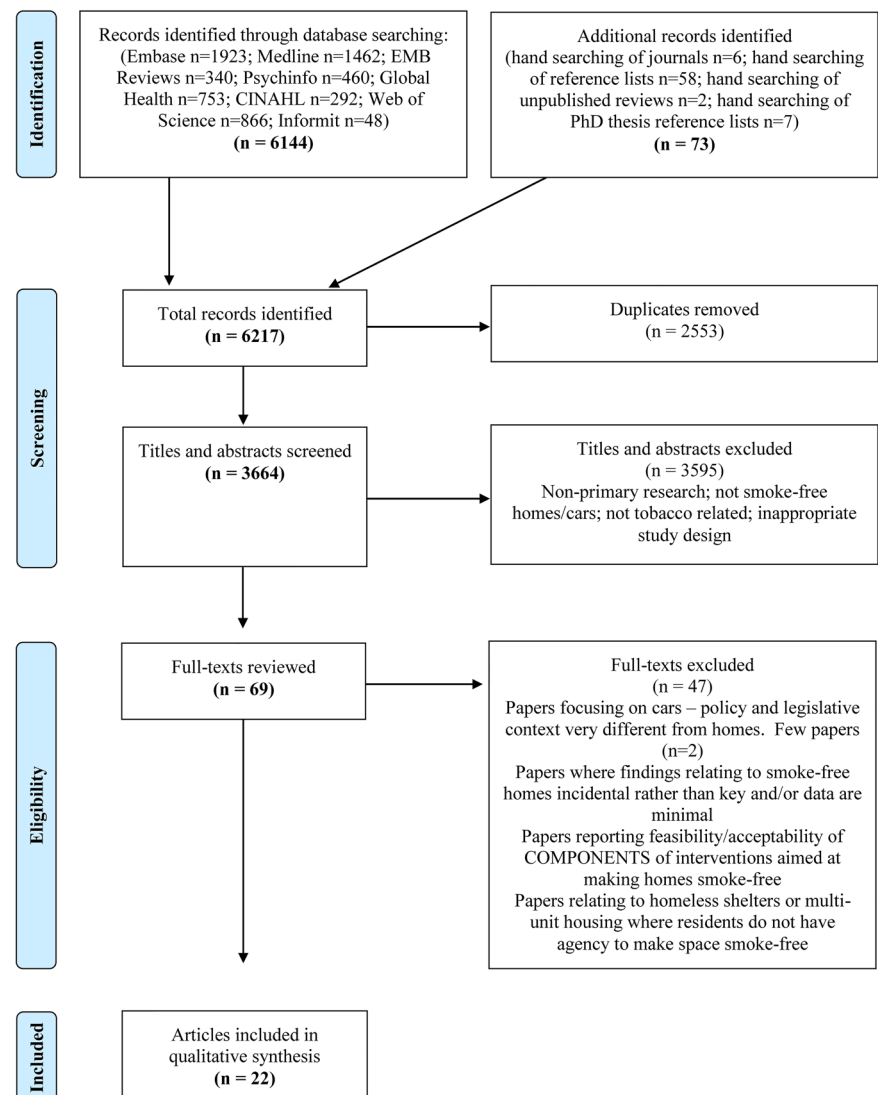 Identification
Records identified through database searching:
(Embase n=1923; Medline n=1462; EMB
Reviews n=340; Psychinfo n=460; Global
Health n=753; CINAHL n=292; Web of
Science n=866; Informit n=48)
(n = 6144)
Additional records identified
(hand searching of journals n=6; hand searching
of reference lists n=58; hand searching of
unpublished reviews n=2; hand searching of
PhD thesis reference lists n=7)
(n = 73)
Screening
Total records identified
(n = 6217)
Duplicates removed
(n = 2553)
Titles and abstracts screened
(n = 3664)
Titles and abstracts excluded
(n = 3595)
Non-primary research; not smoke-free
homes/cars; not tobacco related; inappropriate
study design
Eligibility
Full-texts reviewed
(n = 69)
Full-texts excluded
(n = 47)
Papers focusing on cars – policy and legislative
context very different from homes.  Few papers
(n=2)
Papers where findings relating to smoke-free
homes incidental rather than key and/or data are
minimal
Papers reporting feasibility/acceptability of
COMPONENTS of interventions aimed at
making homes smoke-free
Papers relating to homeless shelters or multi-
unit housing where residents do not have
agency to make space smoke-free
Included
Articles included in
qualitative synthesis
(n = 22)